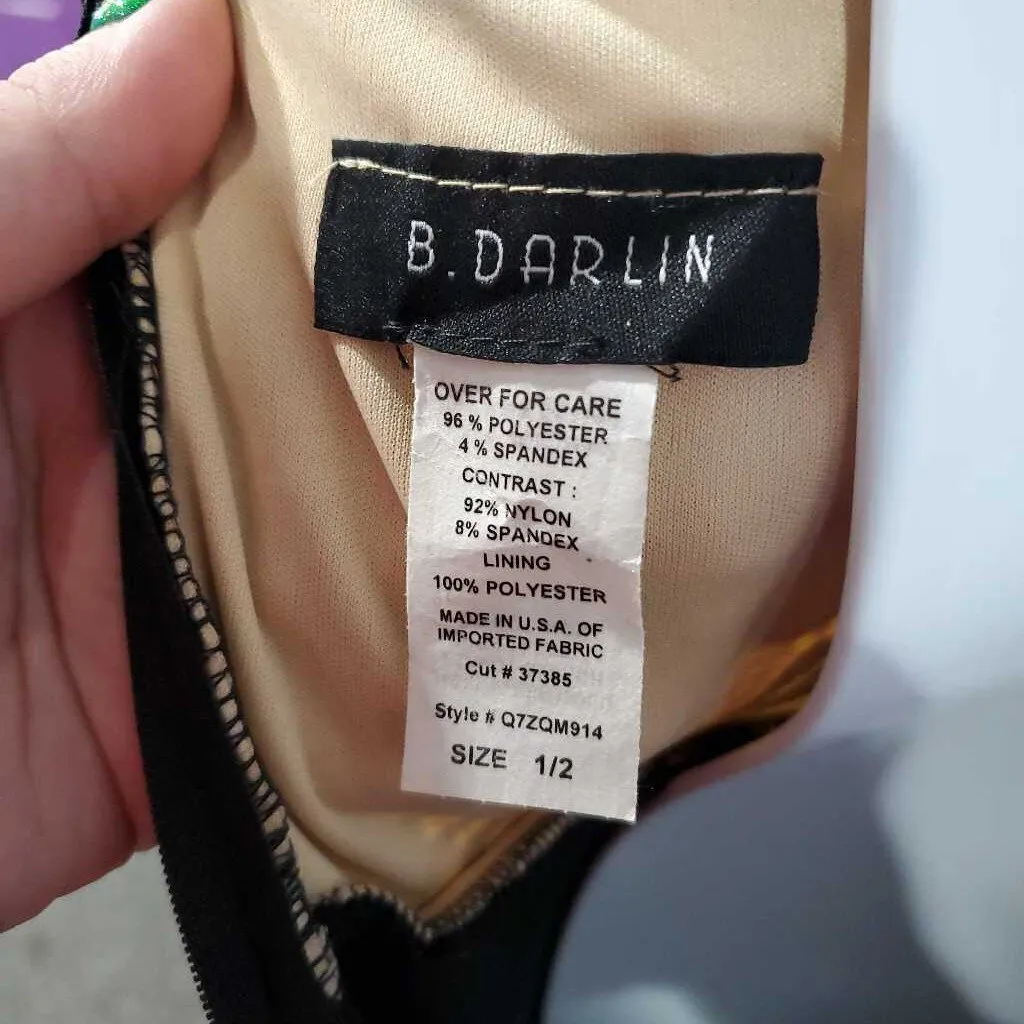 B.DARLIN
OVER FOR CARE
96 % POLYESTER
4 % SPANDEX
CONTRAST :
92% NYLON
8% SPANDEX
LINING
100% POLYESTER
MADE IN U.S.A. OF
IMPORTED FABRIC
Cut # 37385
Style # Q7ZQM914
SIZE 1/2